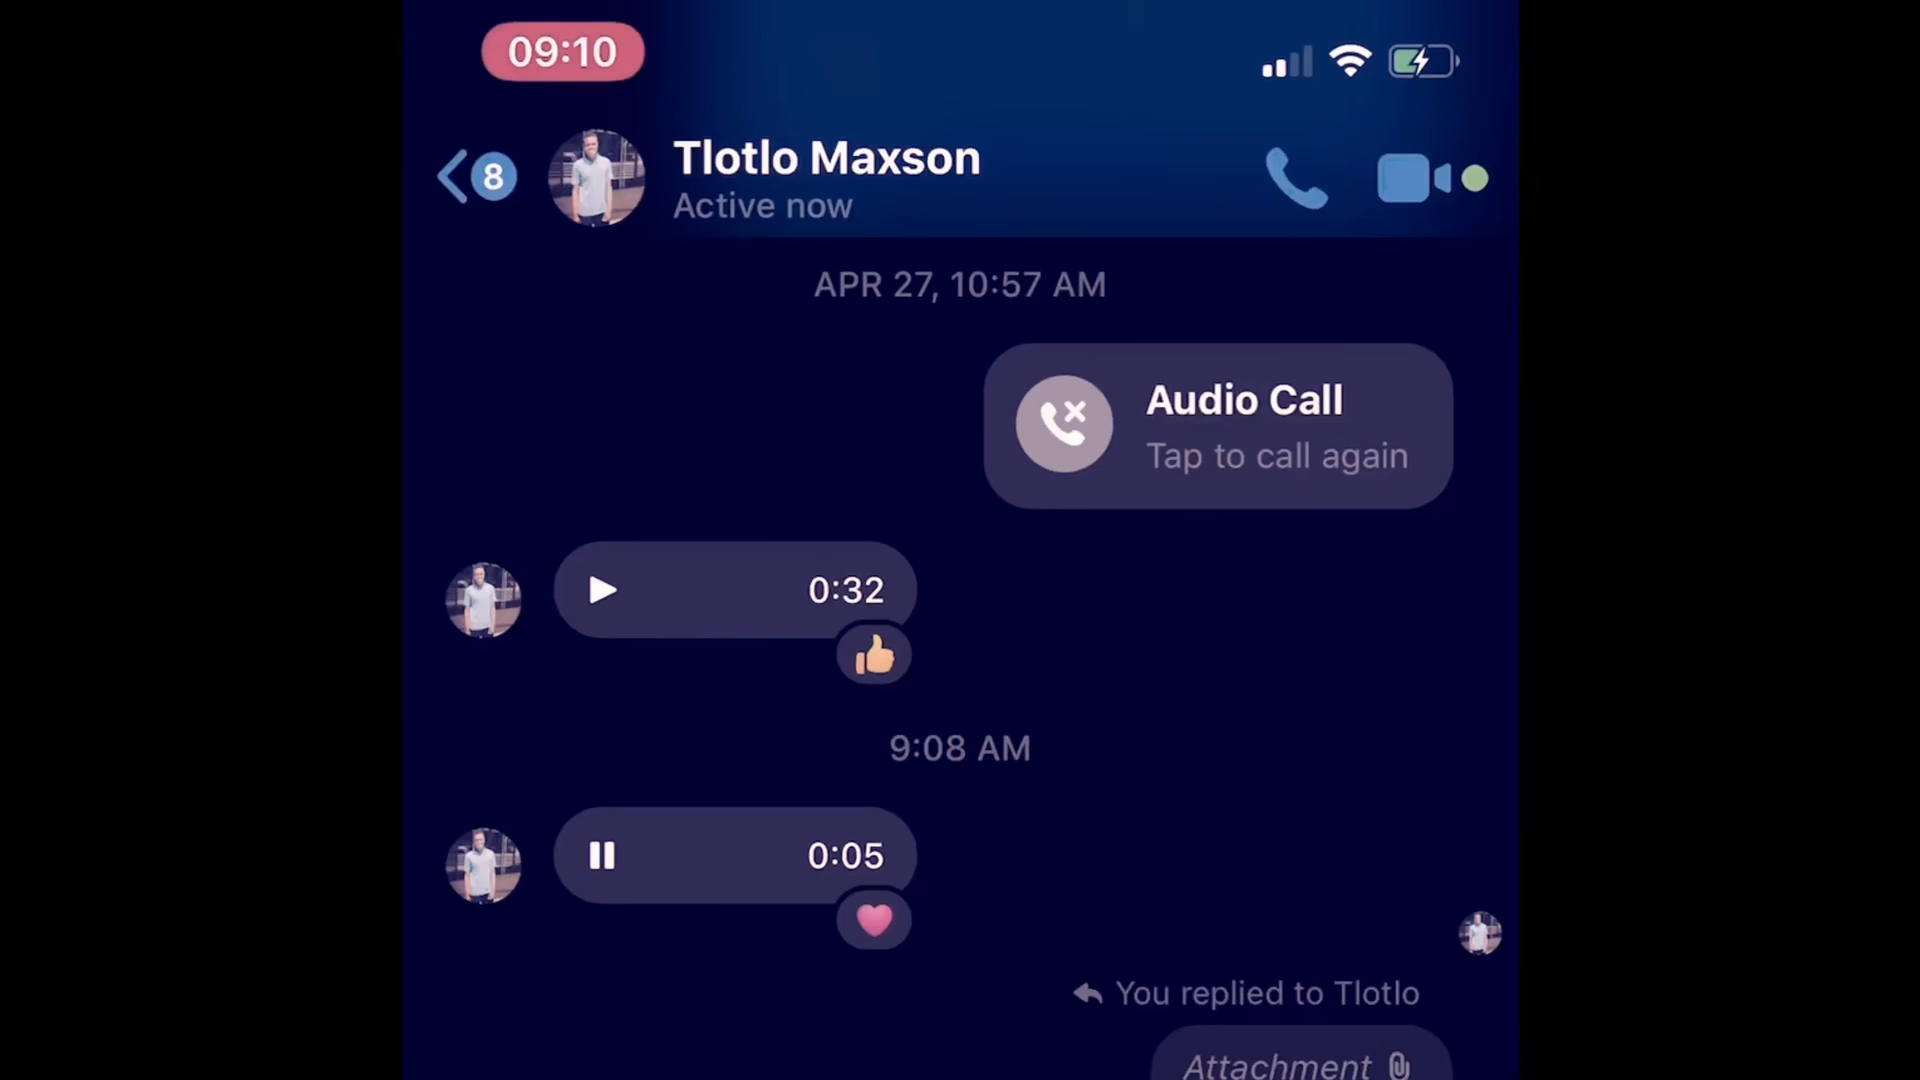 09:10
8
Tlotlo Maxson
Active now
APR 27, 10:57 AM
Audio Call
Tap to call again
0:32
9:08 AM
0:05
You replied to Tlotlo
Attachment